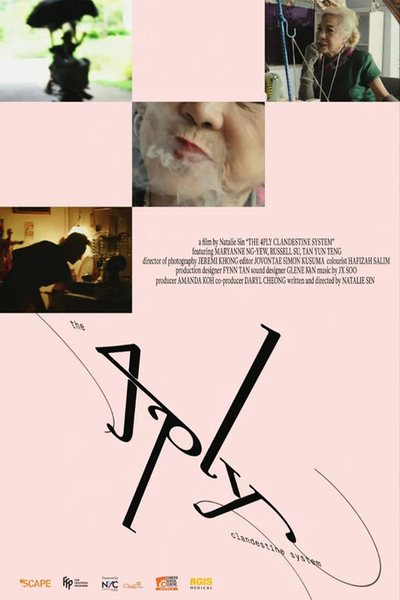 a film by Natalie Sin "THE 4PLY CLANDESTINE SYSTEM"
featuring MARYANNE NG-YEW, RUSSELL SU, TAN YUN TENG
director of photography JEREMI KHONG editor JOVONTAE SIMON KUSUMA colourist HAFIZAH SALIM
production designer FYNN TAN sound designer GLENE KAN music by JX SOO
producer AMANDA KOH co-producer DARYL CHEONG written and directed by NATALIE SIN
the
4ply
clandestine system
*SCAPE
NYC
AGIS
MEDICAL